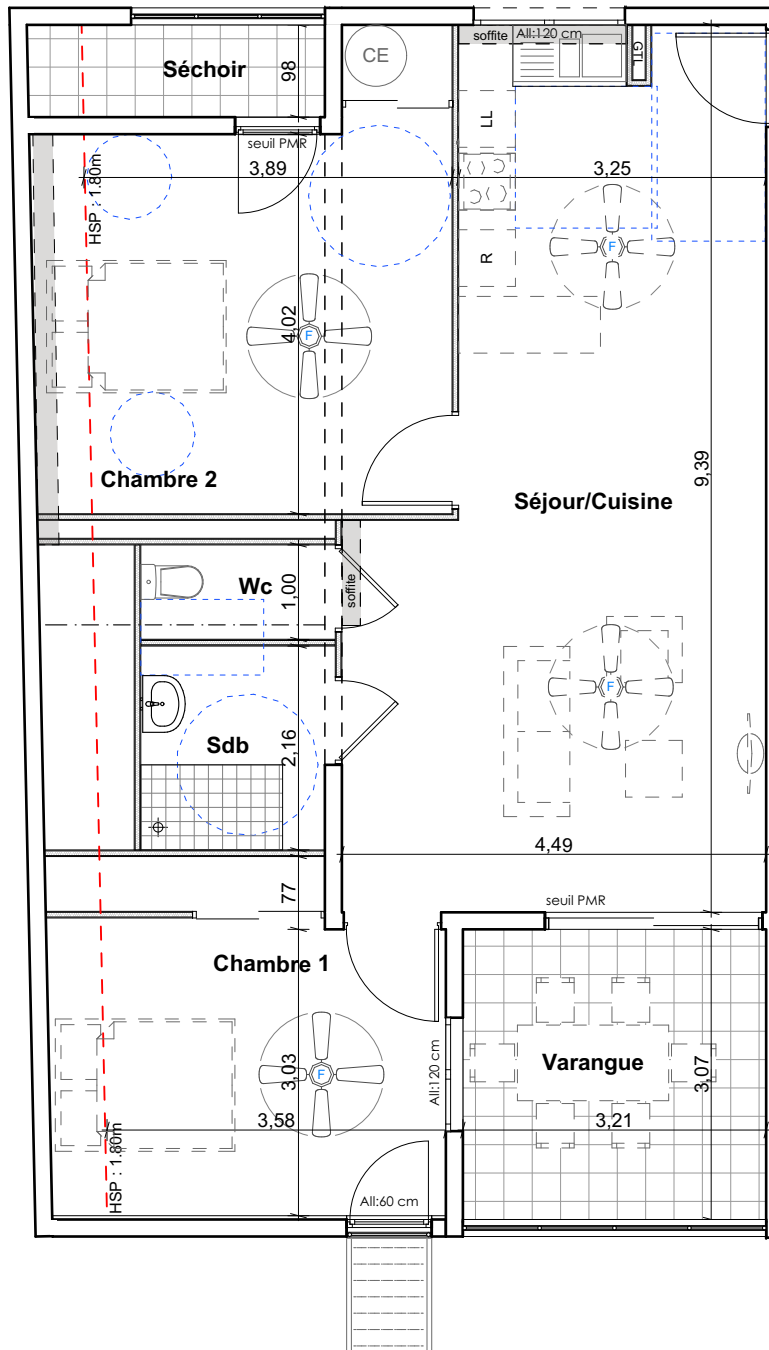 soffite
All:120 cm
GTL
CE
Séchoir
98
seuil PMR
LL
3,89
3,25
HSP : 1.80m
F
R
4,02
F
Chambre 2
9,39
Séjour/Cuisine
Wc
1,00
soffite
F
Sdb
2,16
4,49
77
seuil PMR
Chambre 1
Varangue
3,03
F
All:120 cm
3,07
3,58
3,21
HSP : 1.80m
All:60 cm